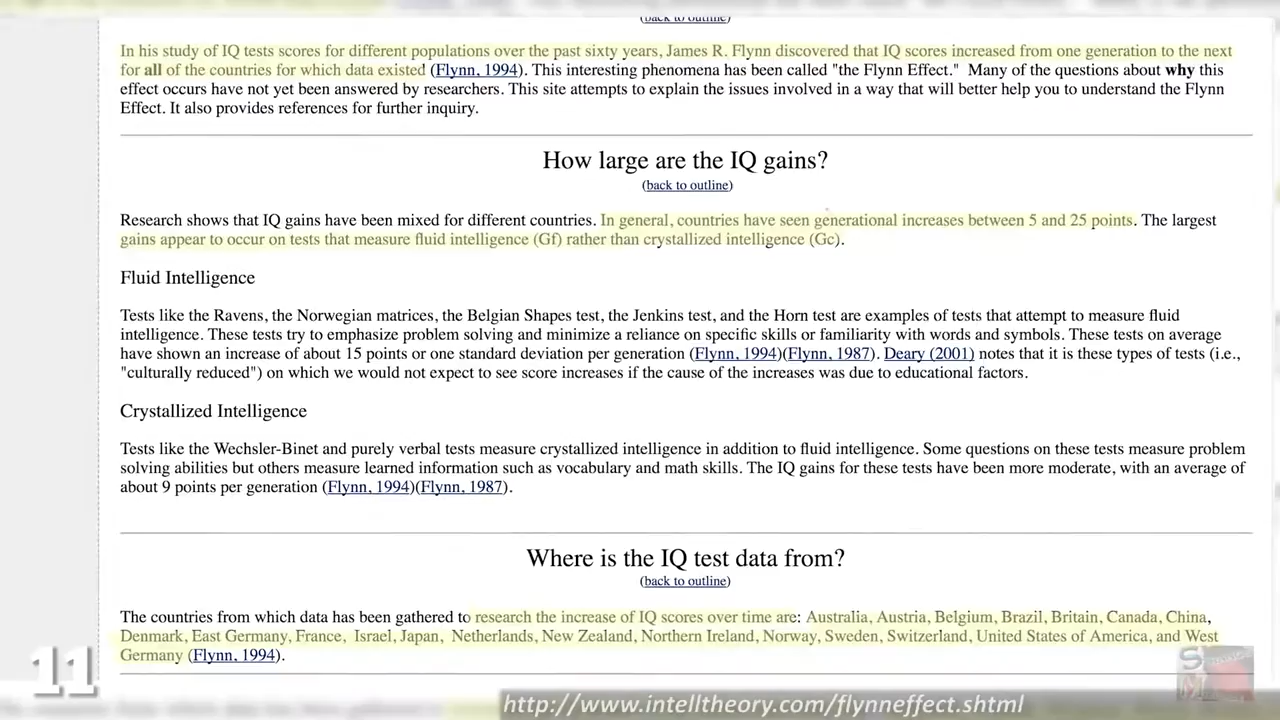 (back to outline)
In his study of IQ tests scores for different populations over the past sixty years, James R. Flynn discovered that IQ scores increased from one generation to the next
for all of the countries for which data existed (Flynn, 1994). This interesting phenomena has been called "the Flynn Effect." Many of the questions about why this
effect occurs have not yet been answered by researchers. This site attempts to explain the issues involved in a way that will better help you to understand the Flynn
Effect. It also provides references for further inquiry.
How large are the IQ gains?
(back to outline)
Research shows that IQ gains have been mixed for different countries. In general, countries have seen generational increases between 5 and 25 points. The largest
gains appear to occur on tests that measure fluid intelligence (Gf) rather than crystallized intelligence (Gc).
Fluid Intelligence
Tests like the Ravens, the Norwegian matrices, the Belgian Shapes test, the Jenkins test, and the Horn test are examples of tests that attempt to measure fluid
intelligence. These tests try to emphasize problem solving and minimize a reliance on specific skills or familiarity with words and symbols. These tests on average
have shown an increase of about 15 points or one standard deviation per generation (Flynn, 1994)(Flynn, 1987). Deary (2001) notes that it is these types of tests (i.e.,
"culturally reduced") on which we would not expect to see score increases if the cause of the increases was due to educational factors.
Crystallized Intelligence
Tests like the Wechsler-Binet and purely verbal tests measure crystallized intelligence in addition to fluid intelligence. Some questions on these tests measure problem
solving abilities but others measure learned information such as vocabulary and math skills. The IQ gains for these tests have been more moderate, with an average of
about 9 points per generation (Flynn, 1994)(Flynn, 1987).
Where is the IQ test data from?
(back to outline)
The countries from which data has been gathered to research the increase of IQ scores over time are: Australia, Austria, Belgium, Brazil, Britain, Canada, China,
Denmark, East Germany, France, Israel, Japan, Netherlands, New Zealand, Northern Ireland, Norway, Sweden, Switzerland, United States of America, and West
Germany (Flynn, 1994).
11
http://www.intelltheory.com/flynneffect.shtml